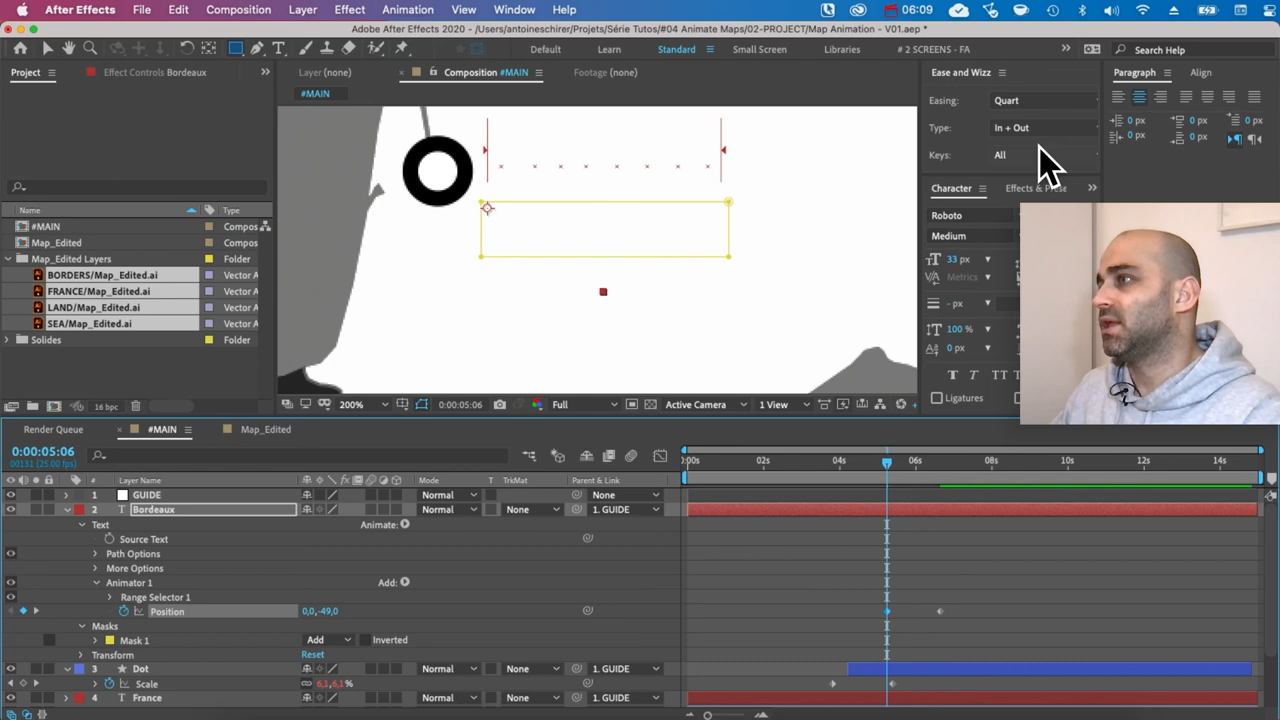 After Effects File Edit Composition Layer Effect Animation View Window Help 06:09
Adobe After Effects 2020 - /Users/antoineschirer/Projets/Série Tutos/#04 Animate Maps/02-PROJECT/Map Animation - V01.aep *
Default Learn Standard Small Screen Libraries # 2 SCREENS - FA Search Help
Project Effect Controls Bordeaux Layer (none) Composition #MAIN Footage (none) Ease and Wizz Paragraph Align
#MAIN
Easing: Quart
Type: In + Out
Keys: All
0 px 0 px 0 px
0 px 0 px
Character Effects & Prese
Name Type
#MAIN Compos
Map_Edited Compos
Map_Edited Layers Folder
BORDERS/Map_Edited.ai Vector A
FRANCE/Map_Edited.ai Vector A
LAND/Map_Edited.ai Vector A
SEA/Map_Edited.ai Vector A
Solides Folder
Roboto
Medium
33 px
Metrics
- px
100 %
0 px
T T TT
Ligatures
16 bpc 200% 0:00:05:06 Full Active Camera 1 View
Render Queue #MAIN Map_Edited
0:00:05:06
00131 (25.00 fps)
:00s 02s 04s 06s 08s 10s 12s 14s
# Layer Name Mode T TrkMat Parent & Link
1 GUIDE Normal None
2 T Bordeaux Normal None 1. GUIDE
Text Animate:
Source Text
Path Options
More Options
Animator 1 Add:
Range Selector 1
Position 0,0,-49,0
Masks
Mask 1 Add Inverted
Transform Reset
3 Dot Normal None 1. GUIDE
Scale 6,1,6,1%
4 T France Normal None 1. GUIDE